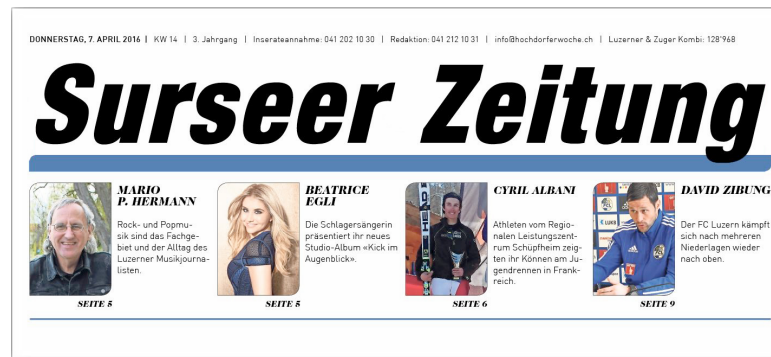 DONNERSTAG, 7. APRIL 2016 | KW 14 | 3. Jahrgang | Inserateannahme: 041 202 10 30 | Redaktion: 041 212 10 31 | info@hochdorferwoche.ch | Luzerner & Zuger Kombi: 128'968
Surseer Zeitung
MARIO
P. HERMANN
Rock- und Popmu-
sik sind das Fachge-
biet und der Alltag des
Luzerner Musikjourna-
listen.
SEITE 5
BEATRICE
EGLI
Die Schlagersängerin
präsentiert ihr neues
Studio-Album «Kick im
Augenblick».
SEITE 5
CYRIL ALBANI
Athleten vom Regio-
nalen Leistungszent-
rum Schüpfheim zeig-
ten ihr Können am Ju-
gendrennen in Frank-
reich.
SEITE 6
DAVID ZIBUNG
Der FC Luzern kämpft
sich nach mehreren
Niederlagen wieder
nach oben.
SEITE 9